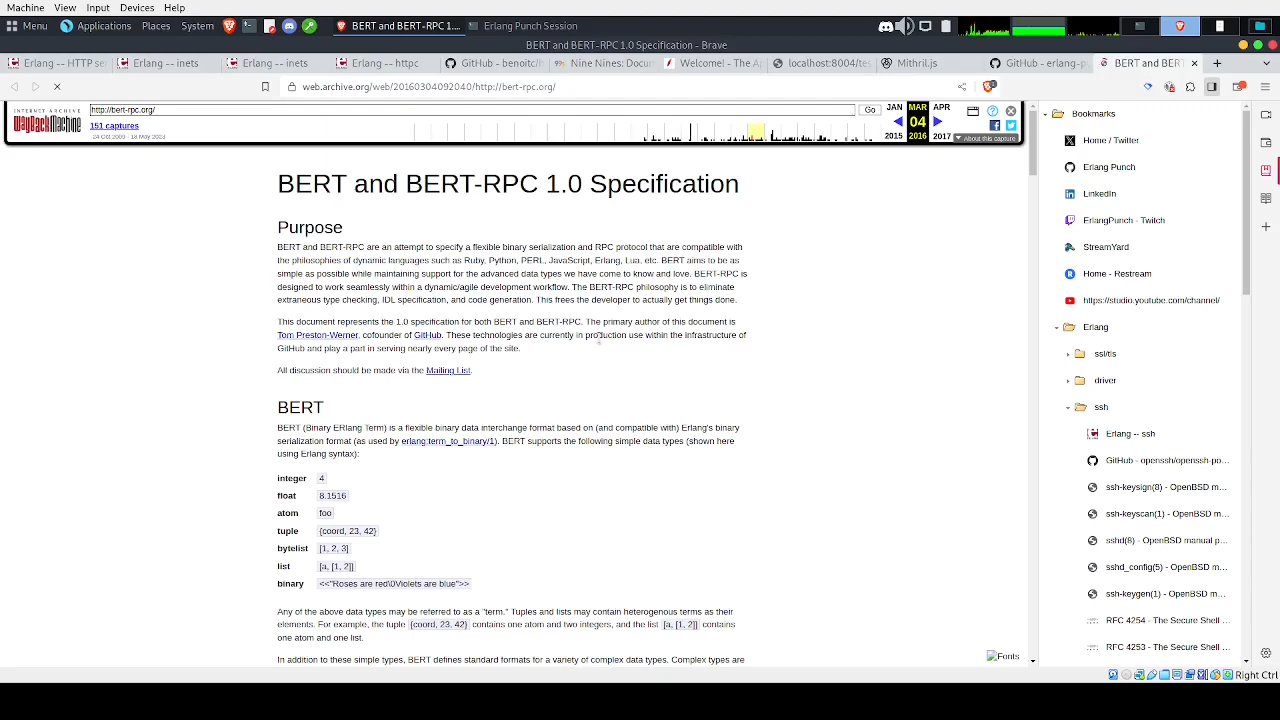 Machine View Input Devices Help
Menu Applications Places System BERT and BERT-RPC 1.0... Erlang Punch Session
BERT and BERT-RPC 1.0 Specification - Brave
Erlang -- HTTP se Erlang -- inets Erlang -- inets Erlang -- httpc GitHub - benoitc Tie the Nines: Docum Welcome! - The Ap localhost:8084/tes Mithril.js GitHub - erlang-p BERT and BER
web.archive.org/web/20160304092040/http://bert-rpc.org/
INTERNET ARCHIVE
WayBackMachine
http://bert-rpc.org/ Go JAN MAR APR
151 captures 04
24 Oct 2009 - 18 May 2023 2015 2016 2017 About this capture
BERT and BERT-RPC 1.0 Specification
Purpose
BERT and BERT-RPC are an attempt to specify a flexible binary serialization and RPC protocol that are compatible with
the philosophies of dynamic languages such as Ruby, Python, PERL, JavaScript, Erlang, Lua, etc. BERT aims to be as
simple as possible while maintaining support for the advanced data types we have come to know and love. BERT-RPC is
designed to work seamlessly within a dynamic/agile development workflow. The BERT-RPC philosophy is to eliminate
extraneous type checking, IDL specification, and code generation. This frees the developer to actually get things done.
This document represents the 1.0 specification for both BERT and BERT-RPC. The primary author of this document is
Tom Preston-Werner, cofounder of GitHub. These technologies are currently in production use within the infrastructure of
GitHub and play a part in serving nearly every page of the site.
All discussion should be made via the Mailing List.
BERT
BERT (Binary ERlang Term) is a flexible binary data interchange format based on (and compatible with) Erlang's binary
serialization format (as used by erlang:term_to_binary/1). BERT supports the following simple data types (shown here
using Erlang syntax):
integer 4
float 8.1516
atom foo
tuple {coord, 23, 42}
bytelist [1, 2, 3]
list [a, [1, 2]]
binary <<"Roses are red\0Violets are blue">>
Any of the above data types may be referred to as a "term." Tuples and lists may contain heterogenous terms as their
elements. For example, the tuple {coord, 23, 42} contains one atom and two integers, and the list [a, [1, 2]] contains
one atom and one list.
In addition to these simple types, BERT defines standard formats for a variety of complex data types. Complex types are
Fonts
Bookmarks
Home / Twitter
Erlang Punch
LinkedIn
ErlangPunch - Twitch
StreamYard
Home - Restream
https://studio.youtube.com/channel/
Erlang
ssl/tls
driver
ssh
Erlang -- ssh
GitHub - openssh/openssh-po...
ssh-keysign(8) - OpenBSD m...
ssh-keyscan(1) - OpenBSD m...
sshd(8) - OpenBSD manual p...
sshd_config(5) - OpenBSD m...
ssh-keygen(1) - OpenBSD m...
RFC 4254 - The Secure Shell ...
RFC 4253 - The Secure Shell ...
Right Ctrl